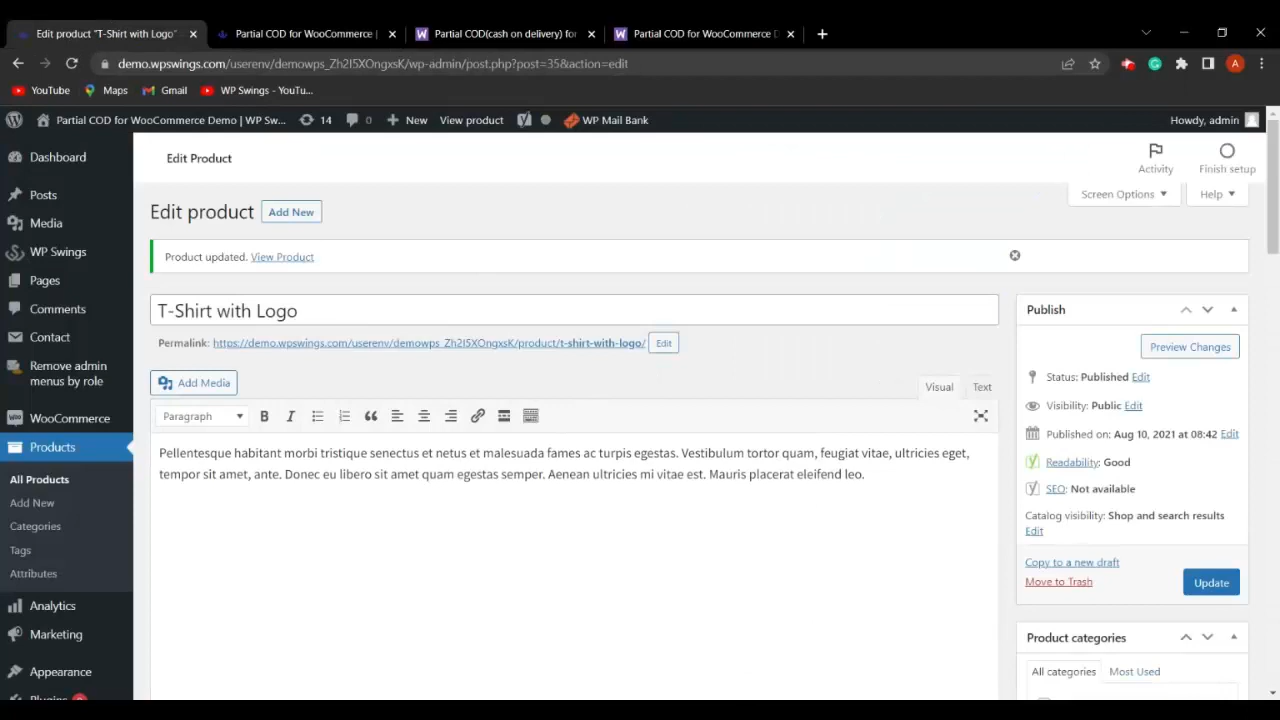 Edit product "T-Shirt with Logo"
Partial COD for WooCommerce |
Partial COD(cash on delivery) for
Partial COD for WooCommerce D
demo.wpswings.com/userenv/demowps_Zh2I5XOngxsK/wp-admin/post.php?post=35&action=edit
A
YouTube
Maps
Gmail
WP Swings - YouTu...
Partial COD for WooCommerce Demo | WP Sw...
14
0
New
View product
WP Mail Bank
Howdy, admin
Dashboard
Posts
Media
WP Swings
Pages
Comments
Contact
Remove admin
menus by role
WooCommerce
Products
All Products
Add New
Categories
Tags
Attributes
Analytics
Marketing
Appearance
Plugins
Edit Product
Activity
Finish setup
Screen Options
Help
Edit product
Add New
Product updated. View Product
T-Shirt with Logo
Permalink: https://demo.wpswings.com/userenv/demowps_Zh2I5XOngxsK/product/t-shirt-with-logo/
Edit
Add Media
Visual
Text
Paragraph
B
I
Pellentesque habitant morbi tristique senectus et netus et malesuada fames ac turpis egestas. Vestibulum tortor quam, feugiat vitae, ultricies eget,
tempor sit amet, ante. Donec eu libero sit amet quam egestas semper. Aenean ultricies mi vitae est. Mauris placerat eleifend leo.
Publish
Preview Changes
Status: Published Edit
Visibility: Public Edit
Published on: Aug 10, 2021 at 08:42 Edit
Readability: Good
SEO: Not available
Catalog visibility: Shop and search results
Edit
Copy to a new draft
Move to Trash
Update
Product categories
All categories
Most Used